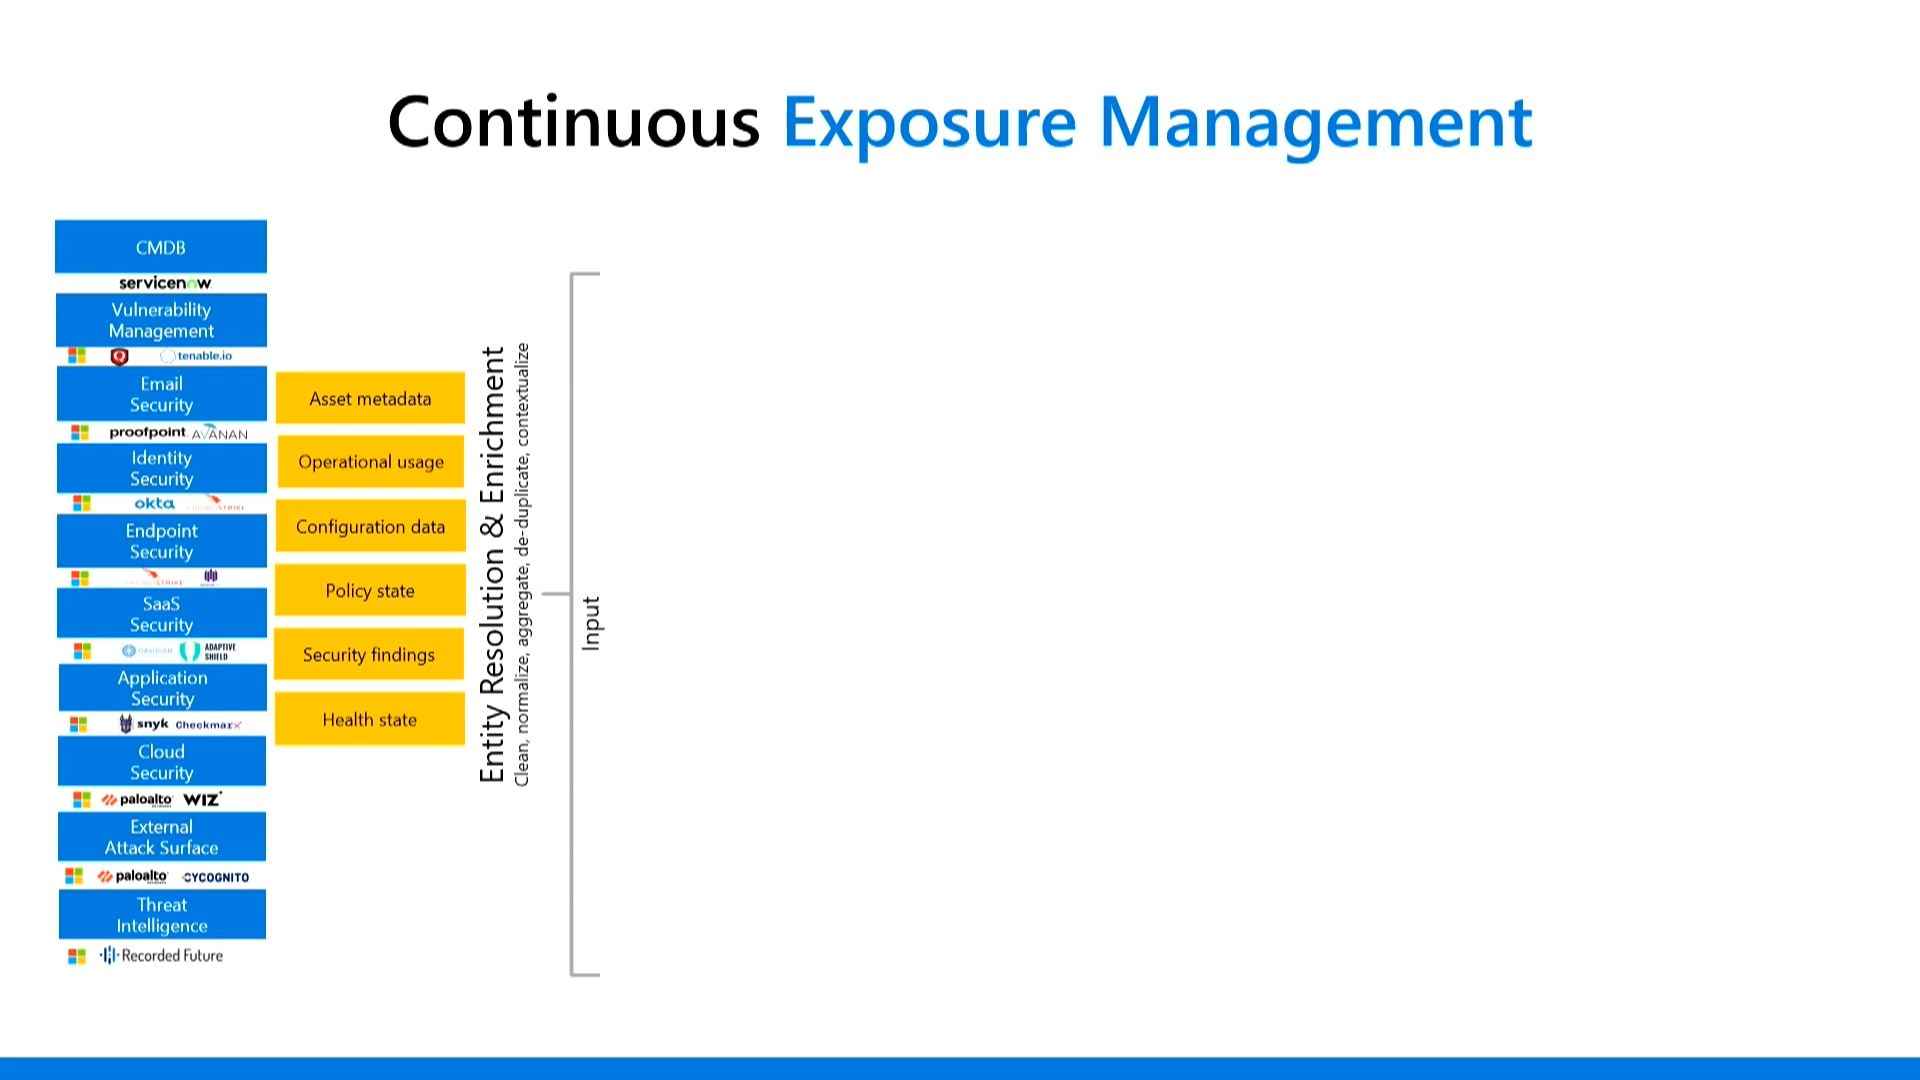 Continuous Exposure Management
CMDB
servicenow
Vulnerability
Management
Q
tenable.io
Email
Security
proofpoint
AVANAN
Identity
Security
okta
Endpoint
Security
SaaS
Security
OBSIDIAN
ADAPTIVE
SHIELD
Application
Security
snyk
Checkmarx
Cloud
Security
paloalto
WIZ
External
Attack Surface
paloalto
CYCOGNITO
Threat
Intelligence
Recorded Future
Asset metadata
Operational usage
Configuration data
Policy state
Security findings
Health state
Entity Resolution & Enrichment
Clean, normalize, aggregate, de-duplicate, contextualize
Input